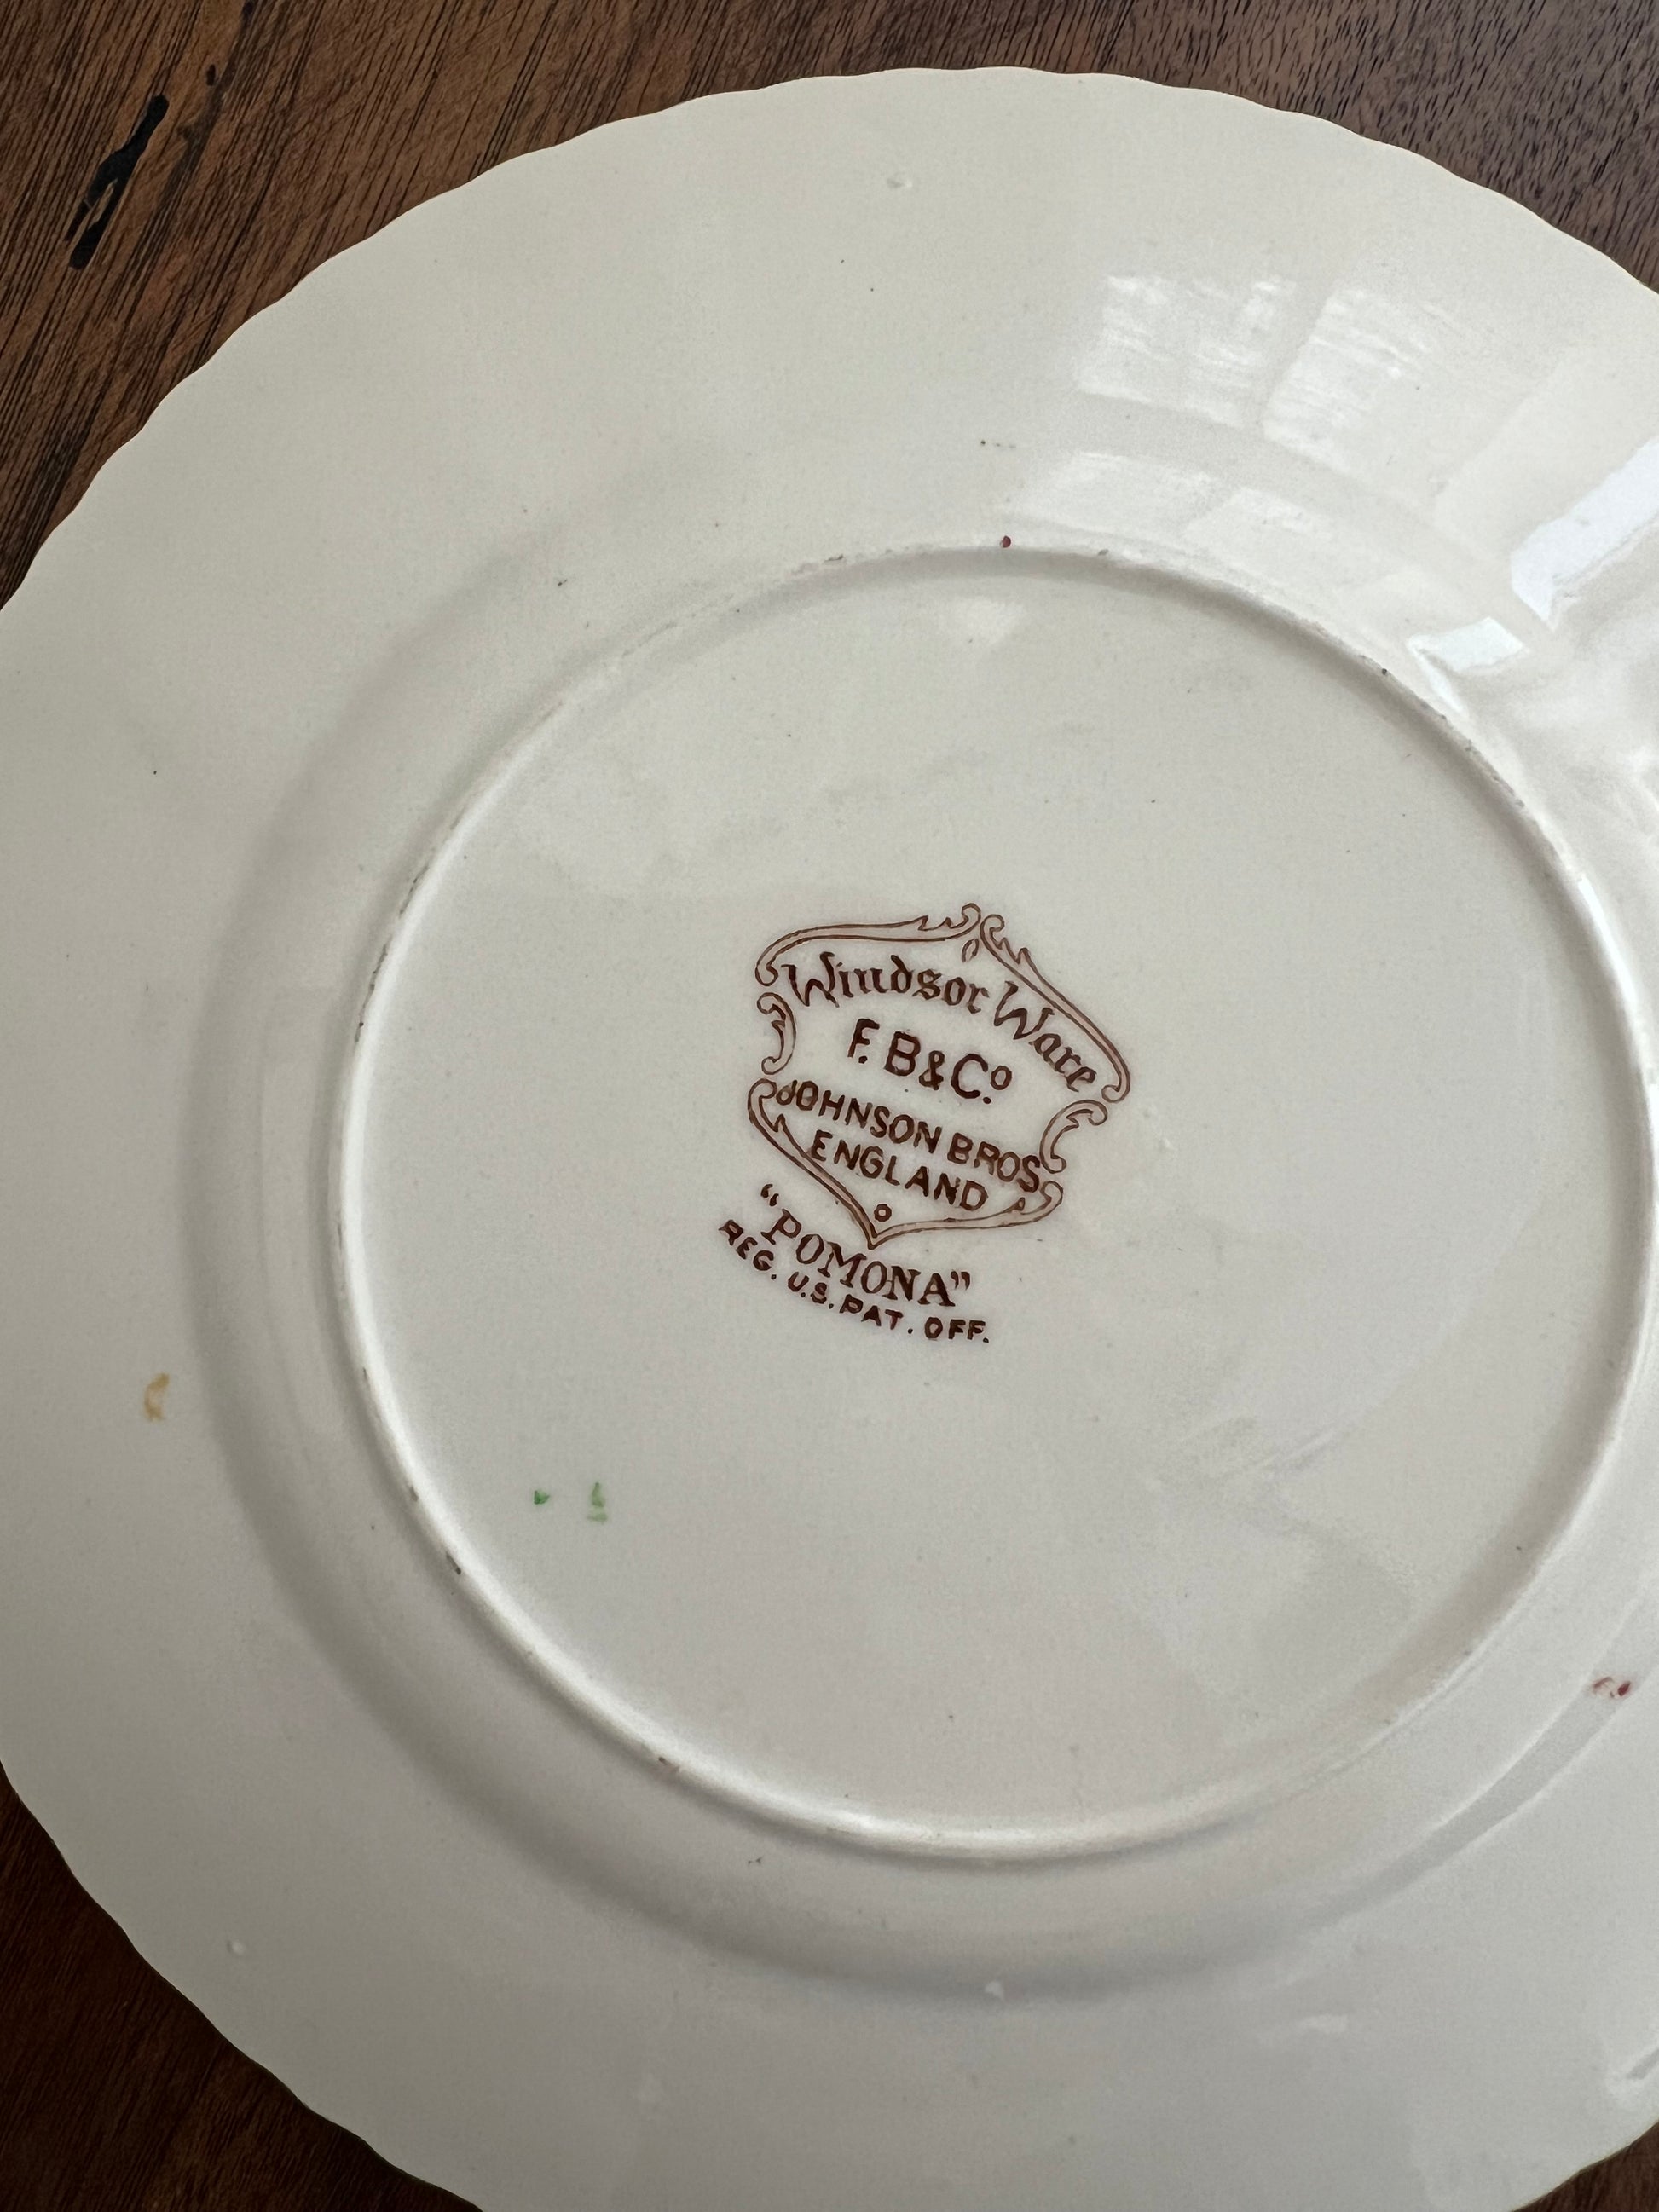 Windsor Ware
F. B & Cº.
JOHNSON BROS
ENGLAND
"POMONA"
REG. U.S. PAT. OFF.